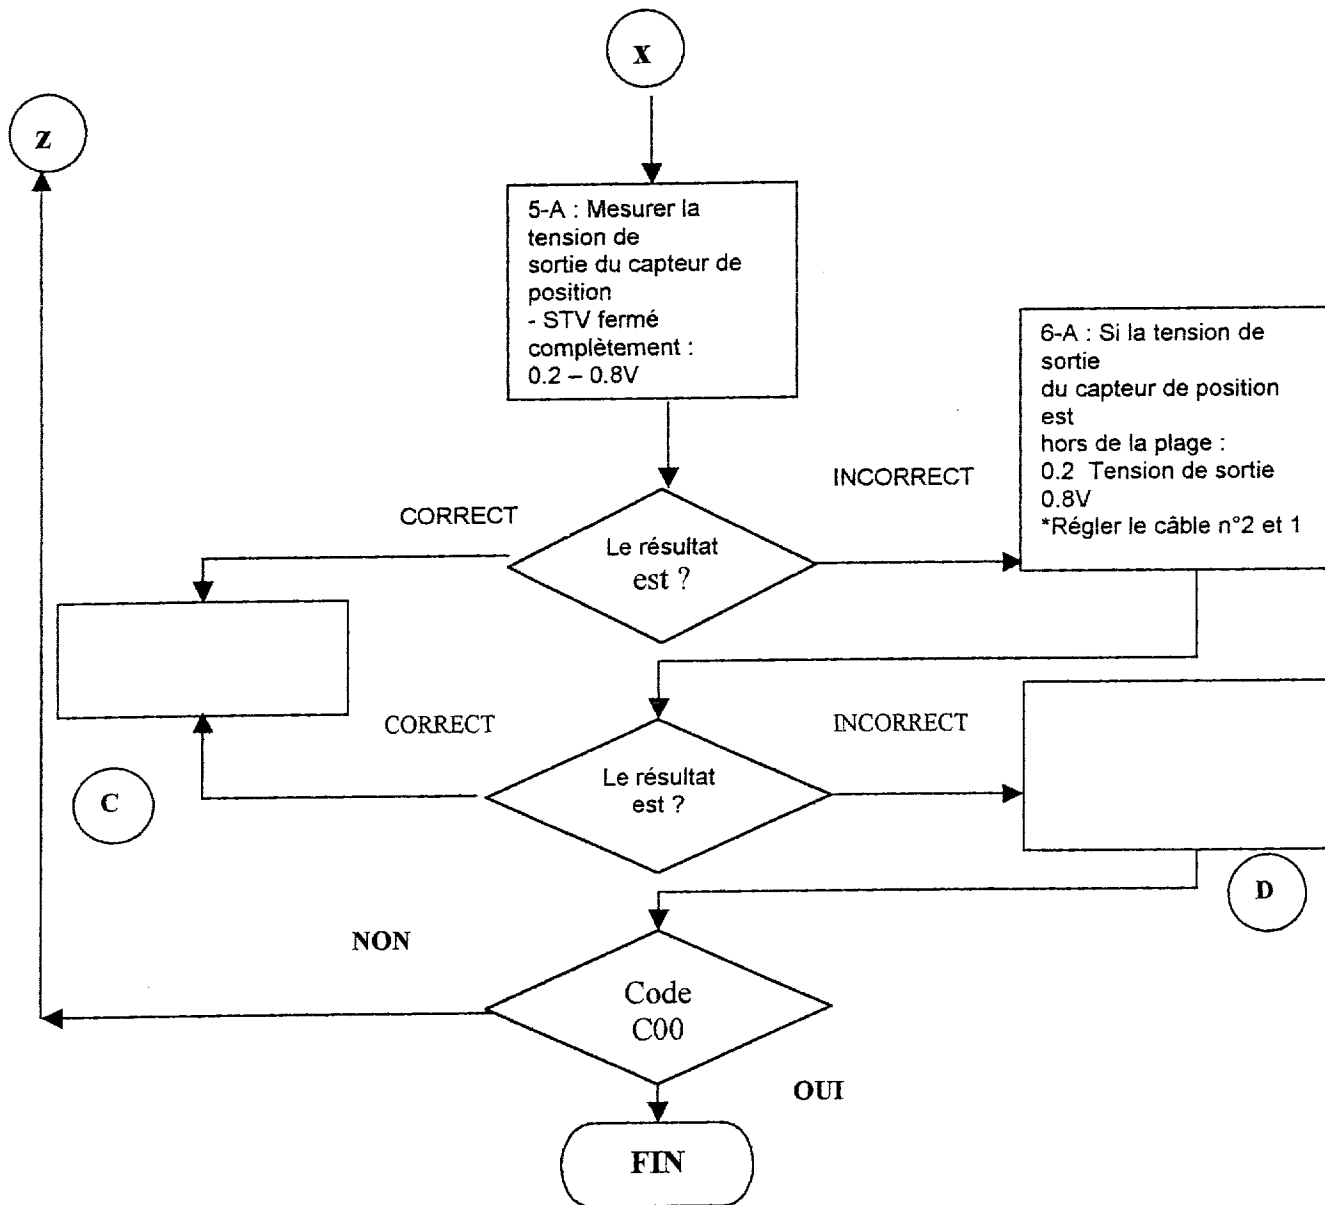 x
z
5-A : Mesurer la
tension de
sortie du capteur de
position
- STV fermé
complètement :
0.2 – 0.8V
6-A : Si la tension de
sortie
du capteur de position
est
hors de la plage :
0.2 Tension de sortie
0.8V
*Régler le câble n°2 et 1
INCORRECT
CORRECT
Le résultat
est ?
CORRECT
INCORRECT
Le résultat
est ?
C
D
NON
Code
C00
OUI
FIN